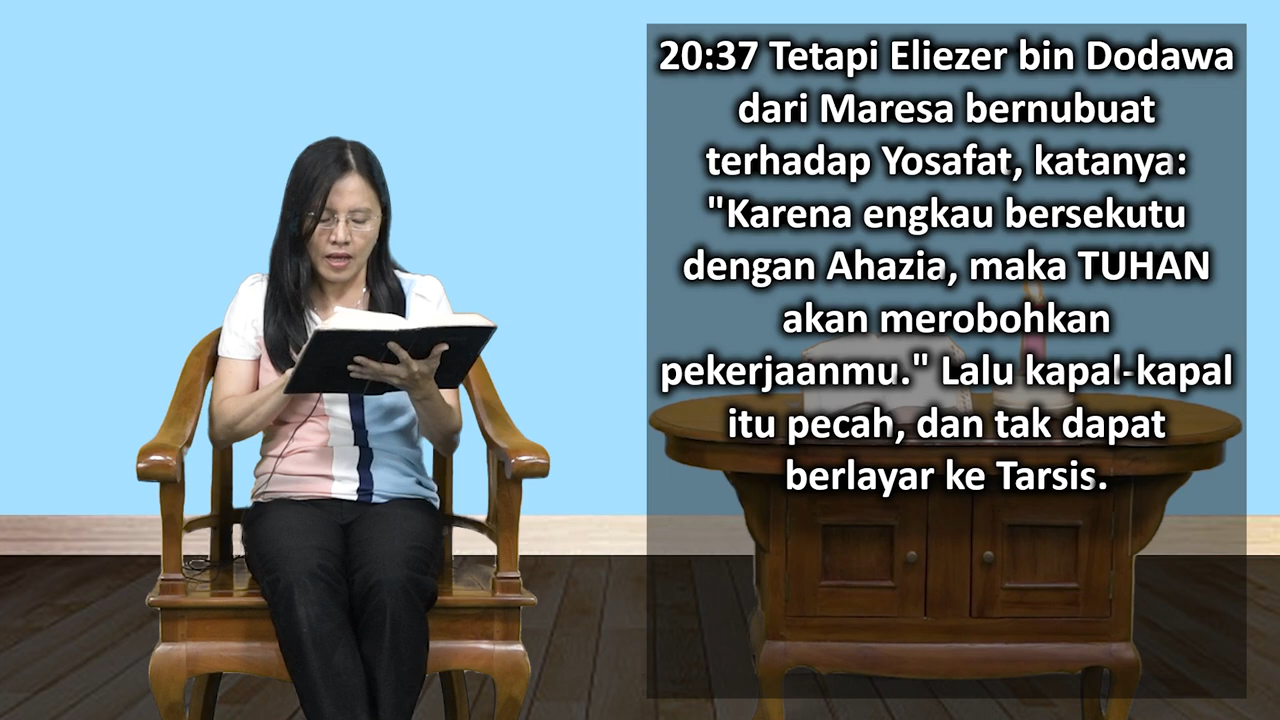 20:37 Tetapi Eliezer bin Dodawa
dari Maresa bernubuat
terhadap Yosafat, katanya:
"Karena engkau bersekutu
dengan Ahazia, maka TUHAN
akan merobohkan
pekerjaanmu." Lalu kapal-kapal
itu pecah, dan tak dapat
berlayar ke Tarsis.